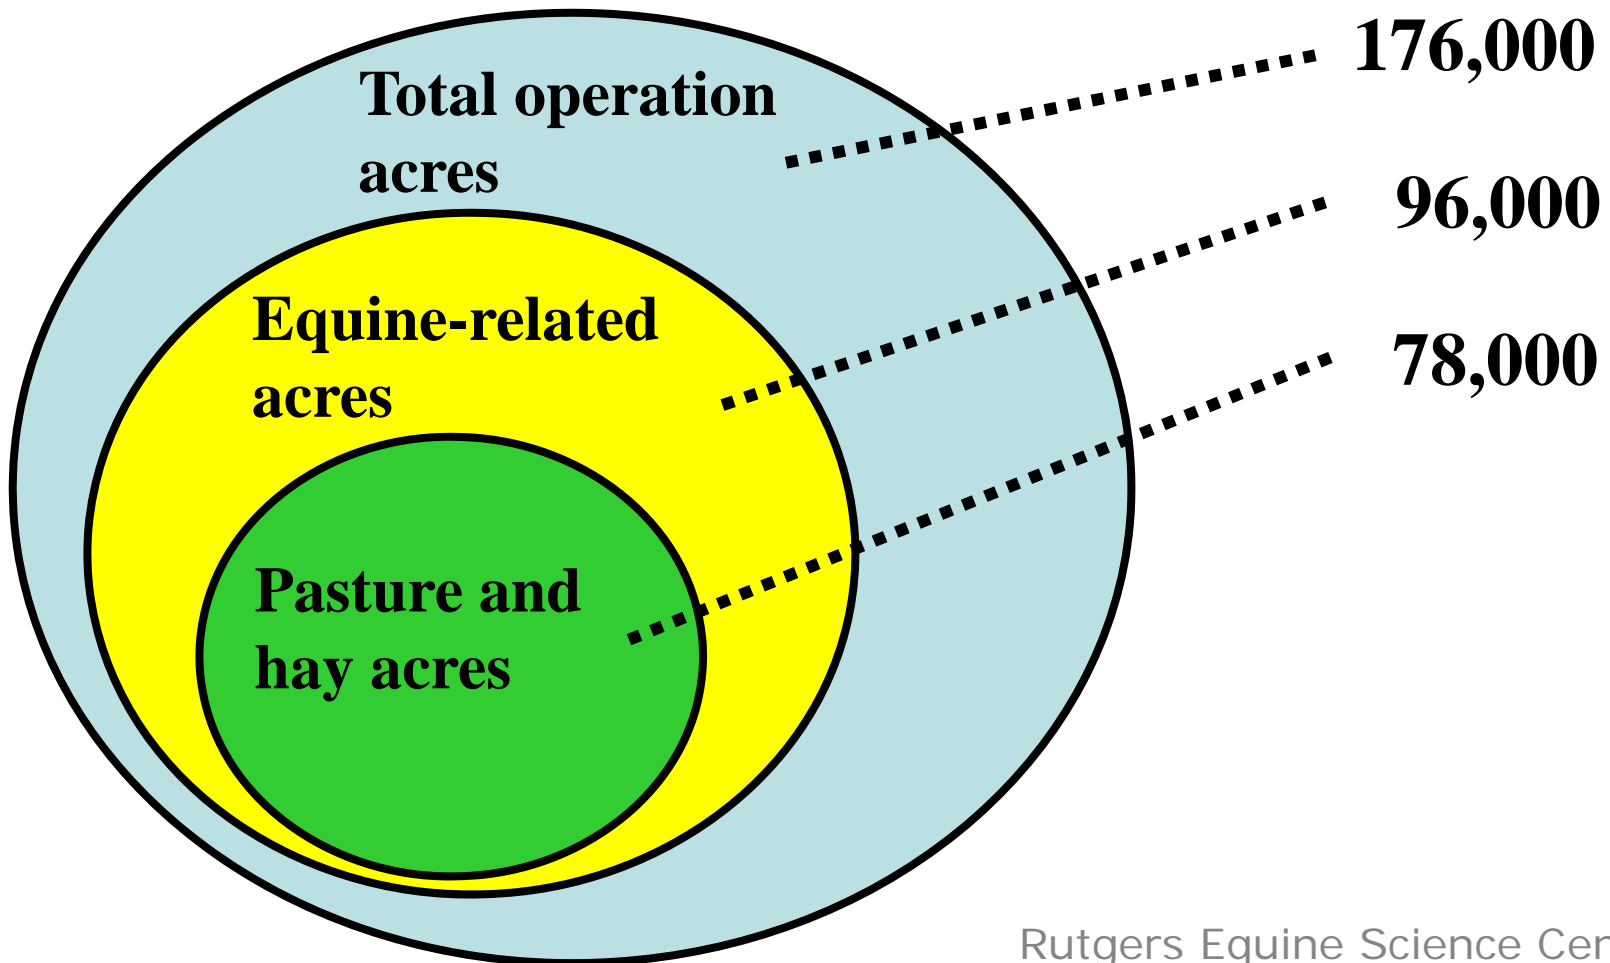 Total operation
acres
176,000
Equine-related
acres
96,000
Pasture and
hay acres
78,000
Rutgers Equine Science